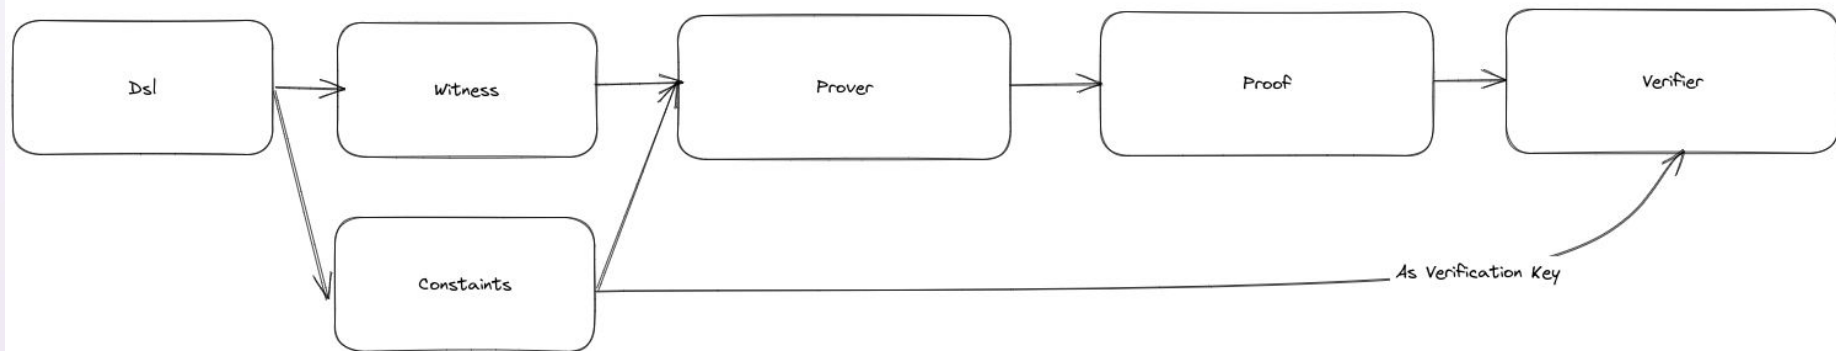 Dsl
Witness
Prover
Proof
Verifier
Constaints
As Verification Key